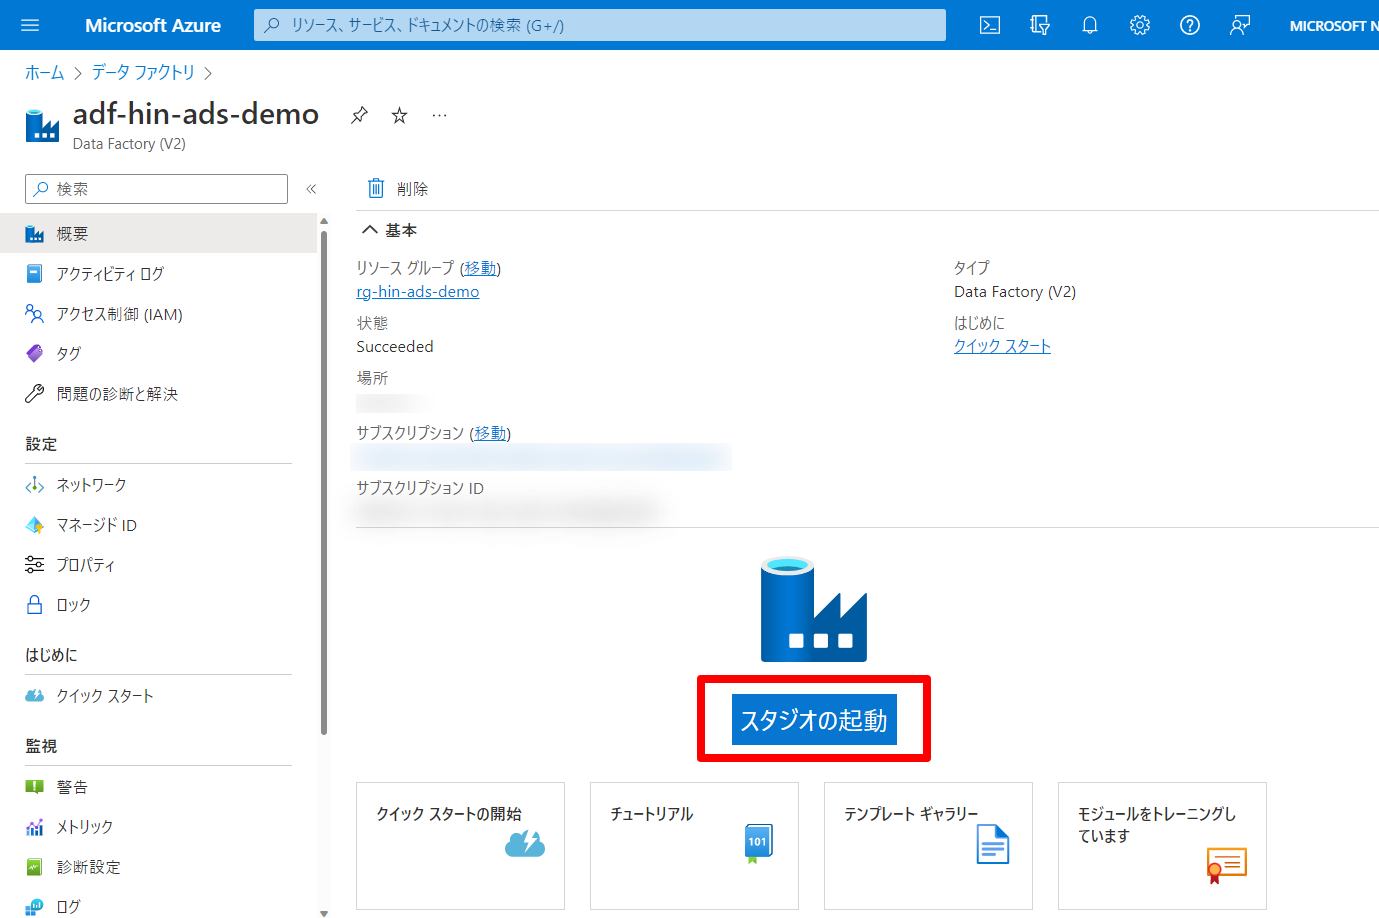 Microsoft Azure
リソース、サービス、ドキュメントの検索 (G+/)
MICROSOFT N
ホーム > データ ファクトリ >
adf-hin-ads-demo
Data Factory (V2)
検索
概要
アクティビティ ログ
アクセス制御 (IAM)
タグ
問題の診断と解決
設定
ネットワーク
マネージド ID
プロパティ
ロック
はじめに
クイック スタート
監視
警告
メトリック
診断設定
ログ
削除
基本
リソース グループ (移動)
rg-hin-ads-demo
状態
Succeeded
場所
サブスクリプション (移動)
サブスクリプション ID
タイプ
Data Factory (V2)
はじめに
クイック スタート
スタジオの起動
クイック スタートの開始
チュートリアル
101
テンプレート ギャラリー
モジュールをトレーニングし
ています